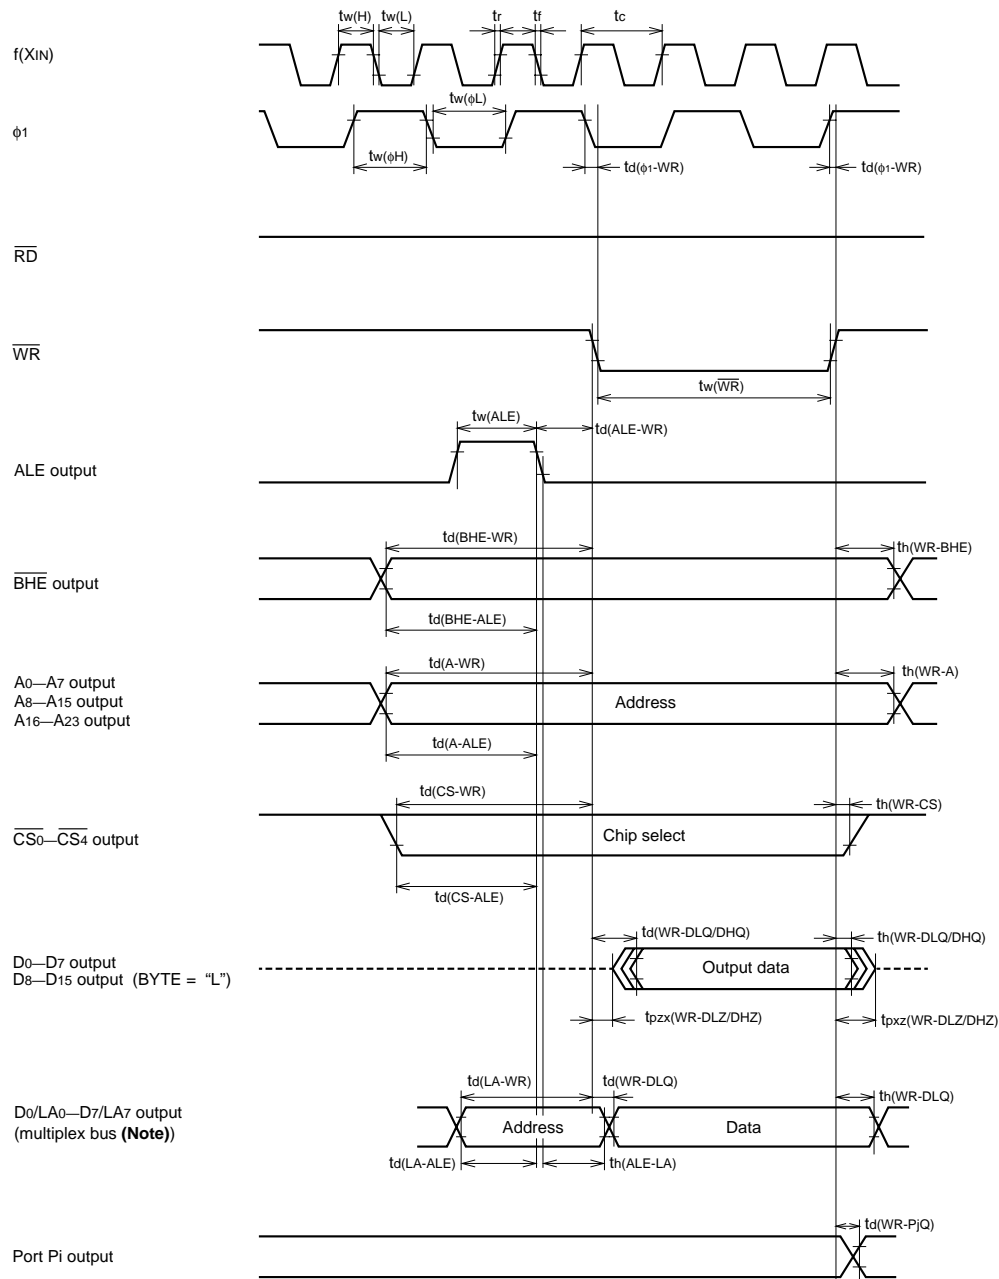 tw(H) tw(L) tr tf tc
f(XIN)
tw(ϕL)
ϕ1
tw(ϕH) td(ϕ1-WR) td(ϕ1-WR)
RD
WR
tw(WR)
tw(ALE) td(ALE-WR)
ALE output
td(BHE-WR) th(WR-BHE)
BHE output
td(BHE-ALE)
td(A-WR) th(WR-A)
A0—A7 output
A8—A15 output Address
A16—A23 output
td(A-ALE)
td(CS-WR) th(WR-CS)
CS0—CS4 output Chip select
td(CS-ALE)
td(WR-DLQ/DHQ) th(WR-DLQ/DHQ)
D0—D7 output Output data
D8—D15 output (BYTE = “L”)
tpzx(WR-DLZ/DHZ) tpxz(WR-DLZ/DHZ)
td(LA-WR) td(WR-DLQ) th(WR-DLQ)
D0/LA0—D7/LA7 output
(multiplex bus (Note)) Address Data
td(LA-ALE) th(ALE-LA)
td(WR-PjQ)
Port Pi output